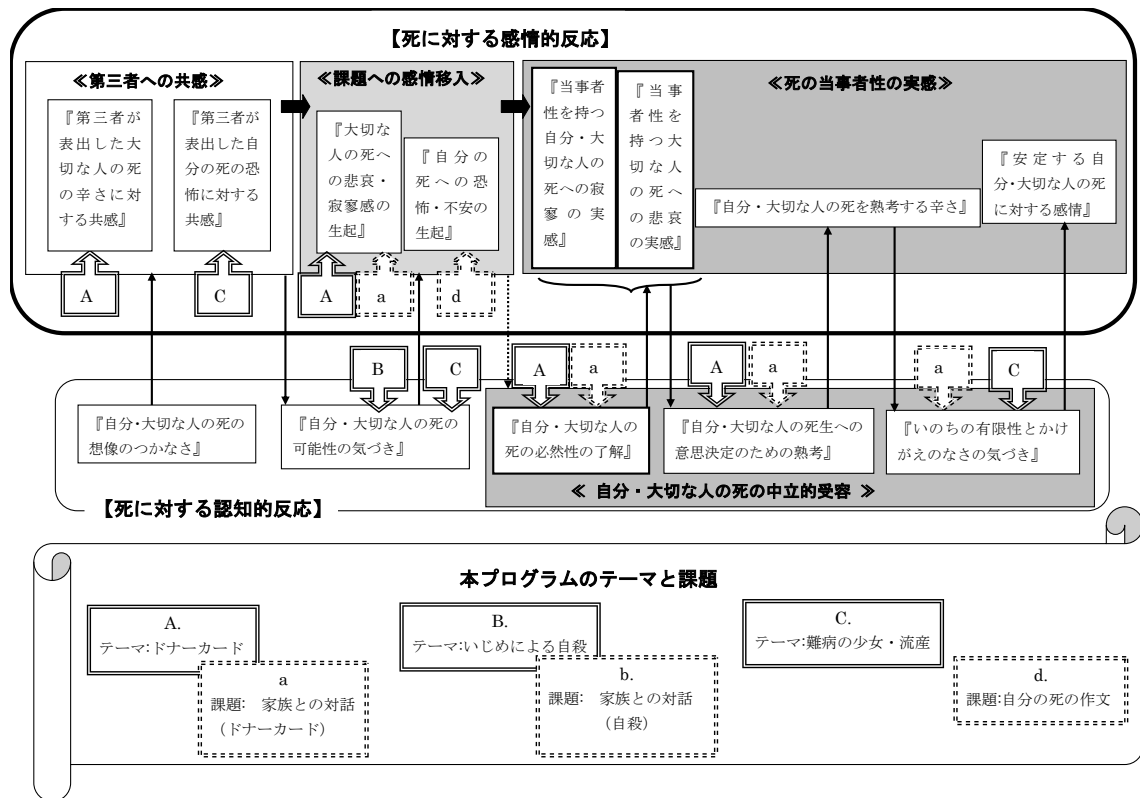 【死に対する感情的反応】
≪第三者への共感≫
『第三者が
表出した大
切な人の死
の辛さに対
する共感』
『第三者が
表出した自
分の死の恐
怖に対する
共感』
A
C
≪課題への感情移入≫
『大切な
人の死へ
の悲哀・
寂寥感の
生起』
『自分の
死への恐
怖・不安の
生起』
A
a
d
≪死の当事者性の実感≫
『当事者
性を持つ
自分・大
切な人の
死への寂
寥の実
感』
『当事
者性を
持つ大
切な人
の死へ
の悲哀
の実感』
『自分・大切な人の死を熟考する辛さ』
『安定する自
分・大切な人の死
に対する感情』
B
C
A
a
A
a
a
C
『自分・大切な人の死の
想像のつかなさ』
『自分・大切な人の死の
可能性の気づき』
『自分・大切な人の
死の必然性の了解』
『自分・大切な人の死生への
意思決定のための熟考』
『いのちの有限性とかけ
がえのなさの気づき』
≪ 自分・大切な人の死の中立的受容 ≫
【死に対する認知的反応】
本プログラムのテーマと課題
A.
テーマ:ドナーカード
a
課題: 家族との対話
（ドナーカード）
B.
テーマ:いじめによる自殺
b.
課題: 家族との対話
（自殺）
C.
テーマ:難病の少女・流産
d.
課題:自分の死の作文